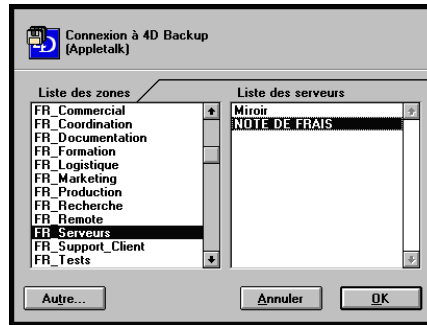 4D
Connexion à 4D Backup
(Appletalk)
Liste des zones
FR_Commercial
FR_Coordination
FR_Documentation
FR_Formation
FR_Logistique
FR_Marketing
FR_Production
FR_Recherche
FR_Remote
FR_Serveurs
FR_Support_Client
FR_Tests
Liste des serveurs
Miroir
NOTE DE FRAIS
Autre...
Annuler
OK